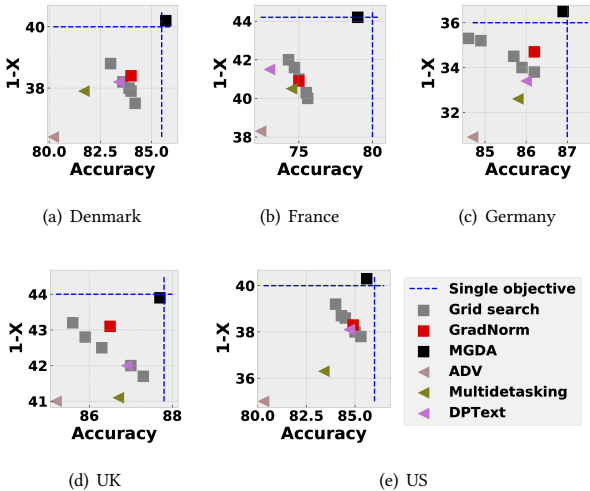 40
38
1-X
80.0 82.5 85.0
Accuracy
(a) Denmark
44
42
40
38
1-X
75 80
Accuracy
(b) France
36
34
32
1-X
85 86 87
Accuracy
(c) Germany
44
43
42
41
1-X
86 88
Accuracy
(d) UK
40
38
36
1-X
80.0 82.5 85.0
Accuracy
(e) US
Single objective
Grid search
GradNorm
MGDA
ADV
Multidetasking
DPText